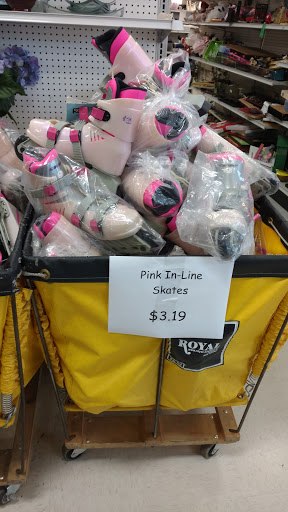 Pink In-Line
Skates
$3.19
ROYAL